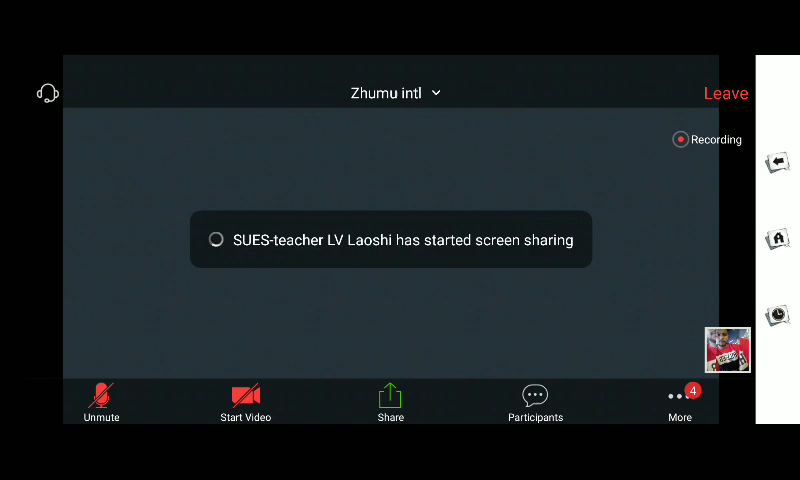 Zhumu intl
Leave
Recording
SUES-teacher LV Laoshi has started screen sharing
4
Unmute
Start Video
Share
Participants
More